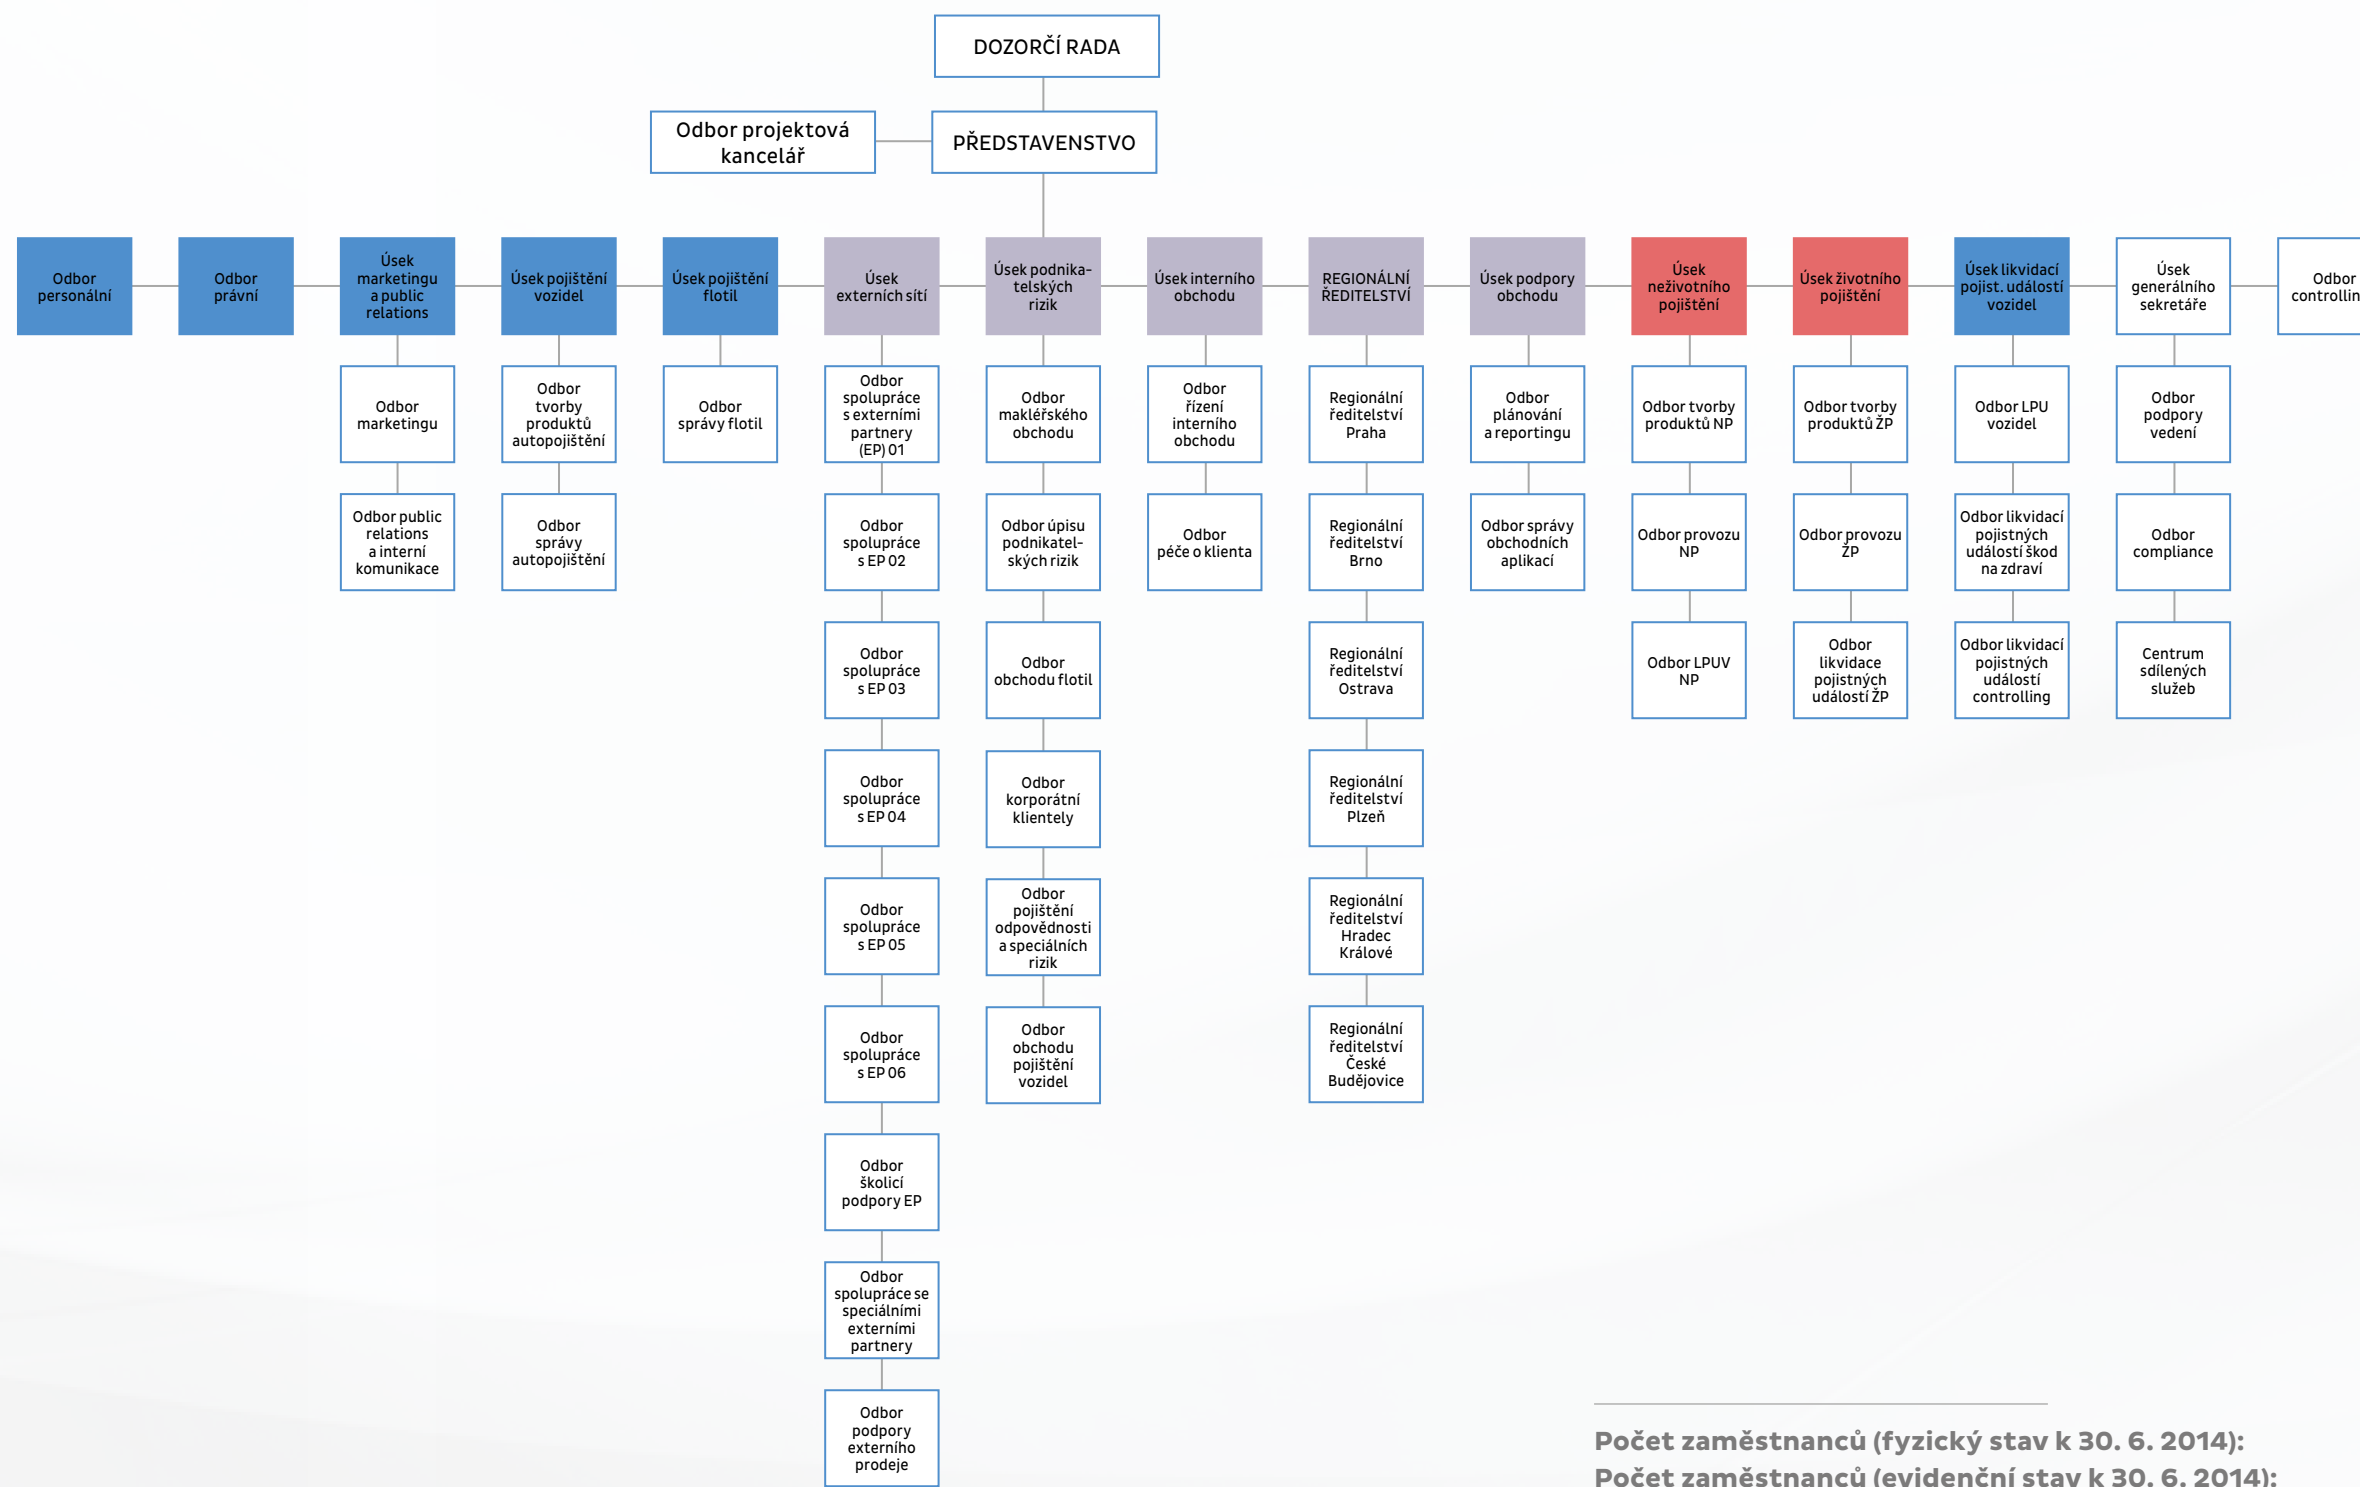 DOZORČÍ RADA
Odbor projektová
kancelář
PŘEDSTAVENSTVO
Odbor
personální
Odbor
právní
Úsek
marketingu
a public
relations
Úsek pojištění
vozidel
Úsek pojištění
flotil
Úsek
externích sítí
Úsek podnika-
telských
rizik
Úsek interního
obchodu
REGIONÁLNÍ
ŘEDITELSTVÍ
Úsek podpory
obchodu
Úsek
neživotního
pojištění
Úsek životního
pojištění
Úsek likvidací
pojist. událostí
vozidel
Úsek
generálního
sekretáře
Odbor
Odbor
marketingu
Odbor
tvorby
produktů
autopojištění
Odbor
správy flotil
Odbor
spolupráce
s externími
partnery
(EP) 01
Odbor
makléřského
obchodu
Odbor
řízení
interního
obchodu
Regionální
ředitelství
Praha
Odbor
plánování
a reportingu
Odbor tvorby
produktů NP
Odbor tvorby
produktů ŽP
Odbor LPU
vozidel
Odbor
podpory
vedení
Odbor public
relations
a interní
komunikace
Odbor
správy
autopojištění
Odbor
spolupráce
s EP 02
Odbor úpisu
podnikatel-
ských rizik
Odbor
péče o klienta
Regionální
ředitelství
Brno
Odbor správy
obchodních
aplikací
Odbor provozu
NP
Odbor provozu
ŽP
Odbor likvidací
pojistných
událostí škod
na zdraví
Odbor
compliance
Odbor
spolupráce
s EP 03
Odbor
obchodu flotil
Regionální
ředitelství
Ostrava
Odbor LPUV
NP
Odbor
likvidace
pojistných
událostí ŽP
Odbor likvidací
pojistných
událostí
controlling
Centrum
sdílených
služeb
Odbor
spolupráce
s EP 04
Odbor
korporátní
klientely
Regionální
ředitelství
Plzeň
Odbor
spolupráce
s EP 05
Odbor
pojištění
odpovědnosti
a speciálních
rizik
Regionální
ředitelství
Hradec
Králové
Odbor
spolupráce
s EP 06
Odbor
obchodu
pojištění
vozidel
Regionální
ředitelství
České
Budějovice
Odbor
školicí
podpory EP
Odbor
spolupráce se
speciálními
externími
partnery
Odbor
podpory
externího
prodeje
Počet zaměstnanců (fyzický stav k 30. 6. 2014):
Počet zaměstnanců (evidenční stav k 30. 6. 2014):